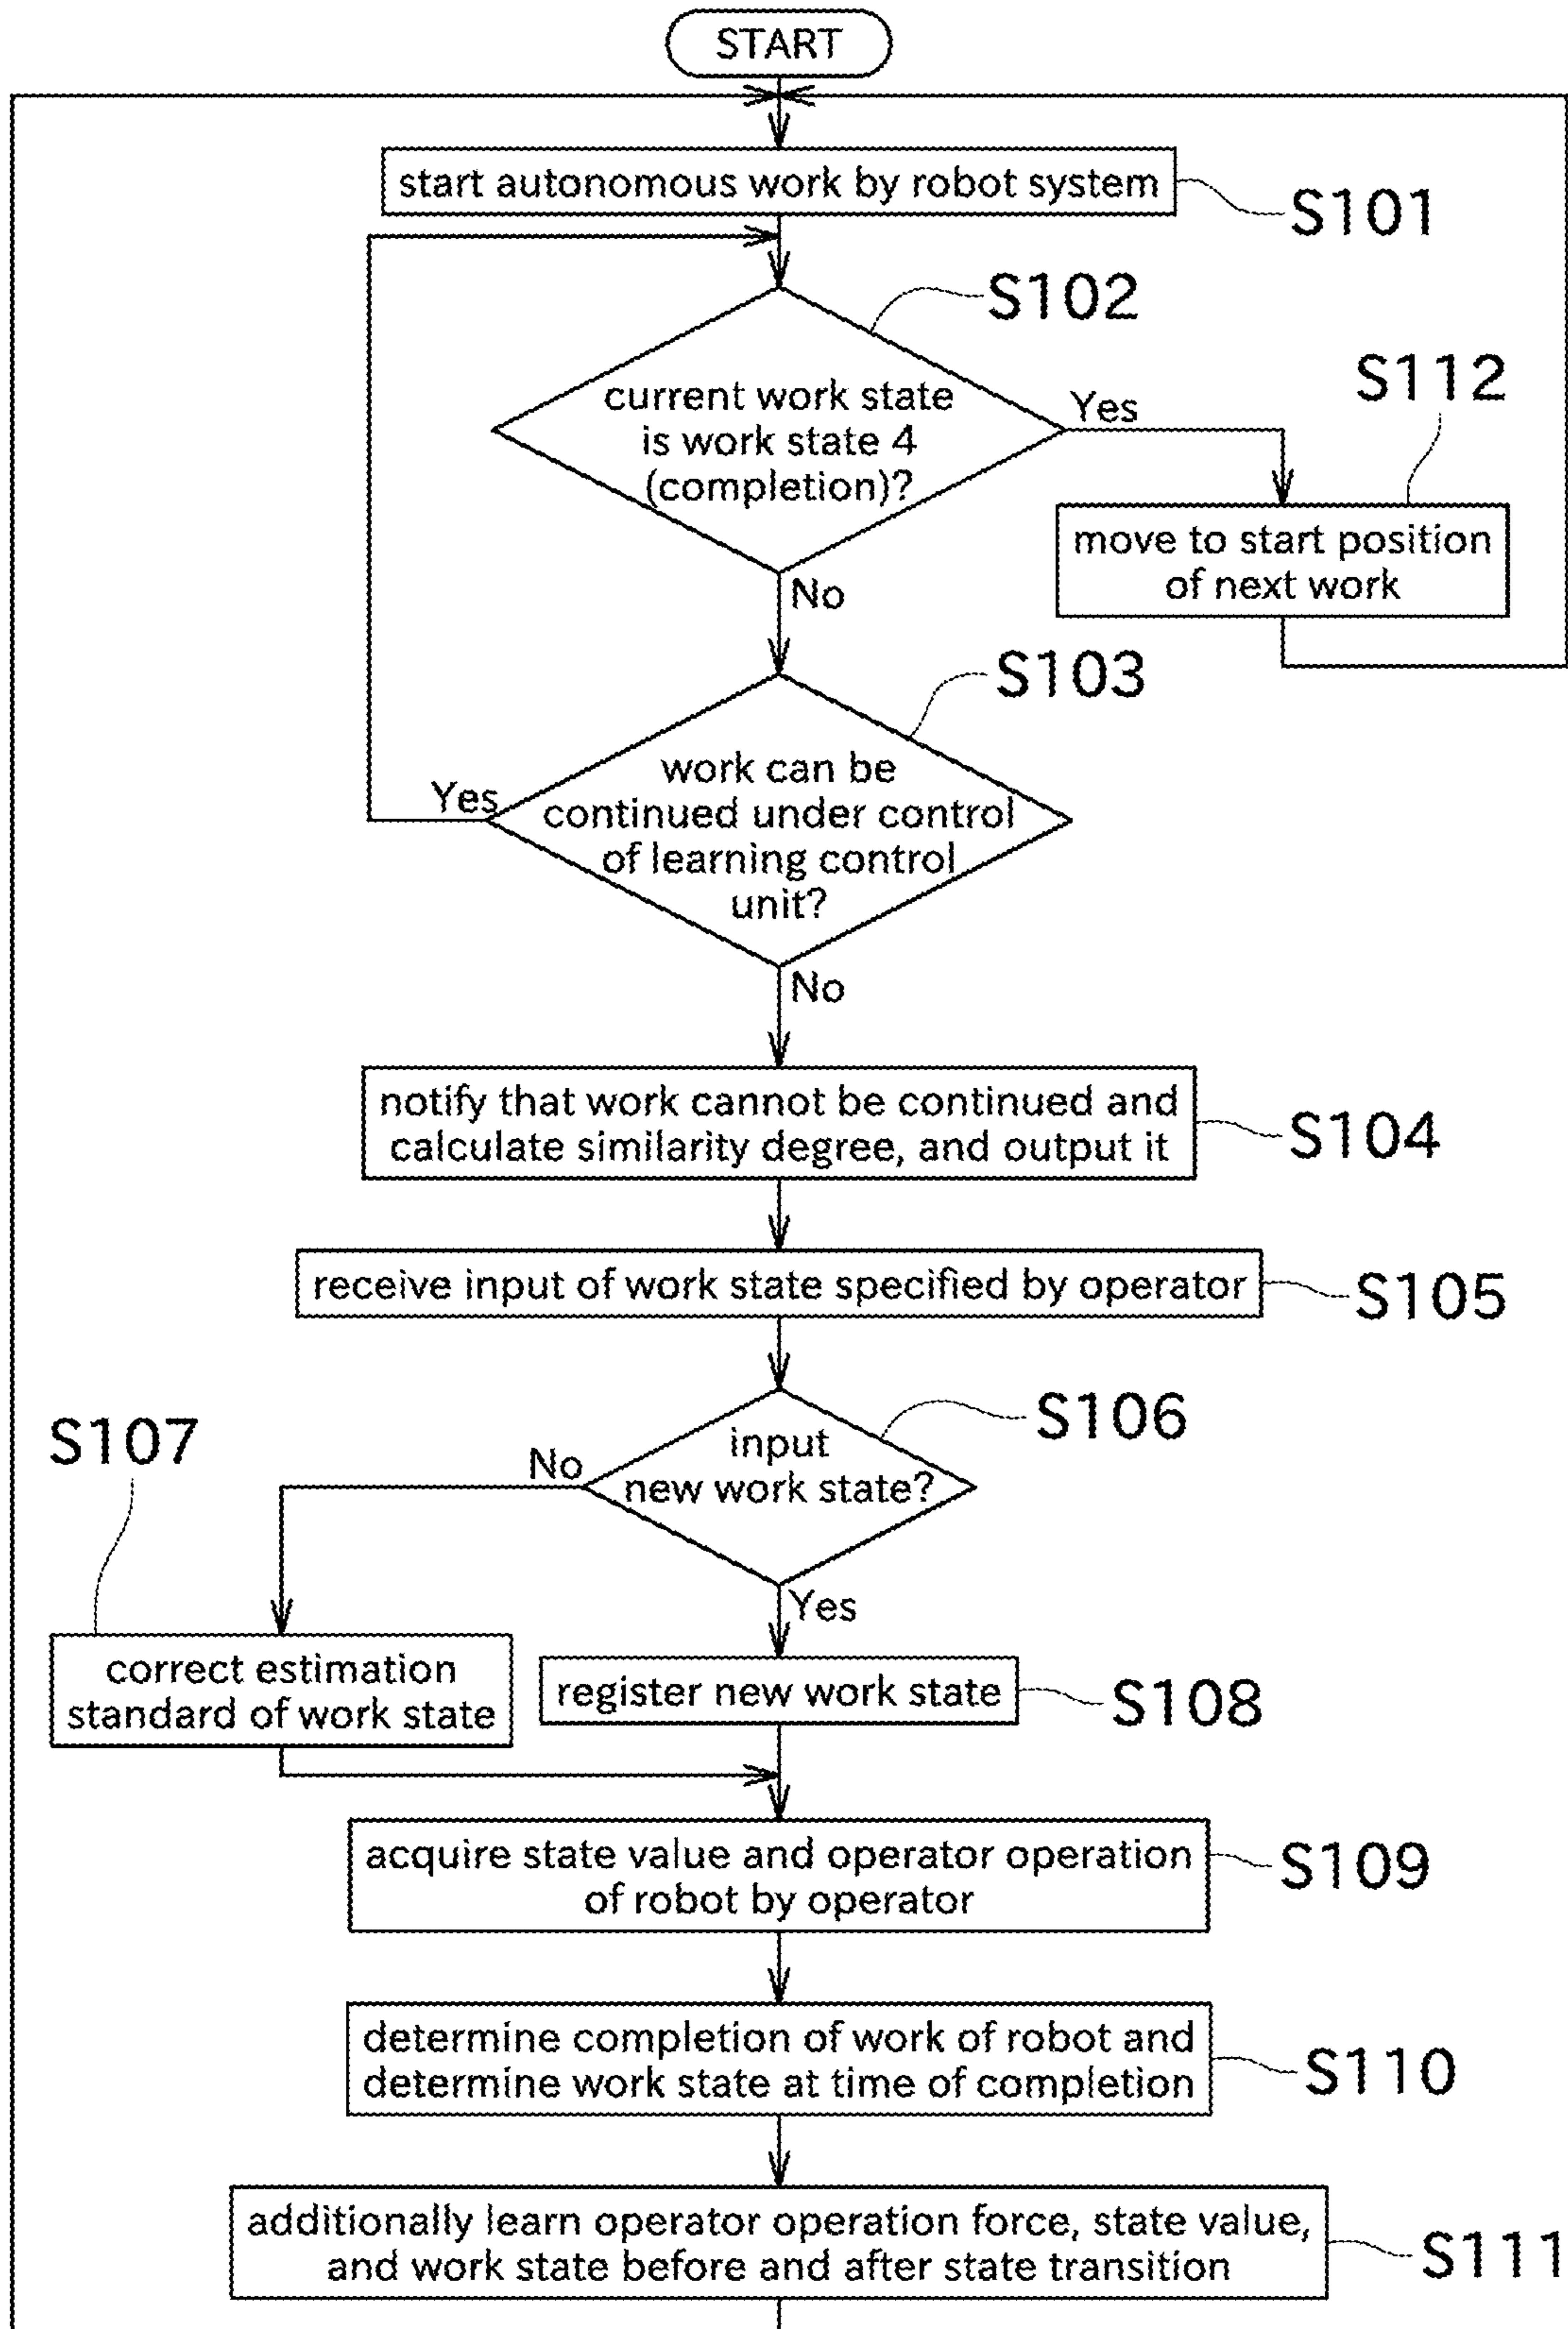 START
start autonomous work by robot system
S101
S102
current work state
is work state 4
(completion)?
Yes
S112
move to start position
of next work
No
S103
work can be
continued under control
of learning control
unit?
Yes
No
notify that work cannot be continued and
calculate similarity degree, and output it
S104
receive input of work state specified by operator
S105
S106
input
new work state?
No
S107
Yes
correct estimation
standard of work state
register new work state
S108
acquire state value and operator operation
of robot by operator
S109
determine completion of work of robot and
determine work state at time of completion
S110
additionally learn operator operation force, state value,
and work state before and after state transition
S111